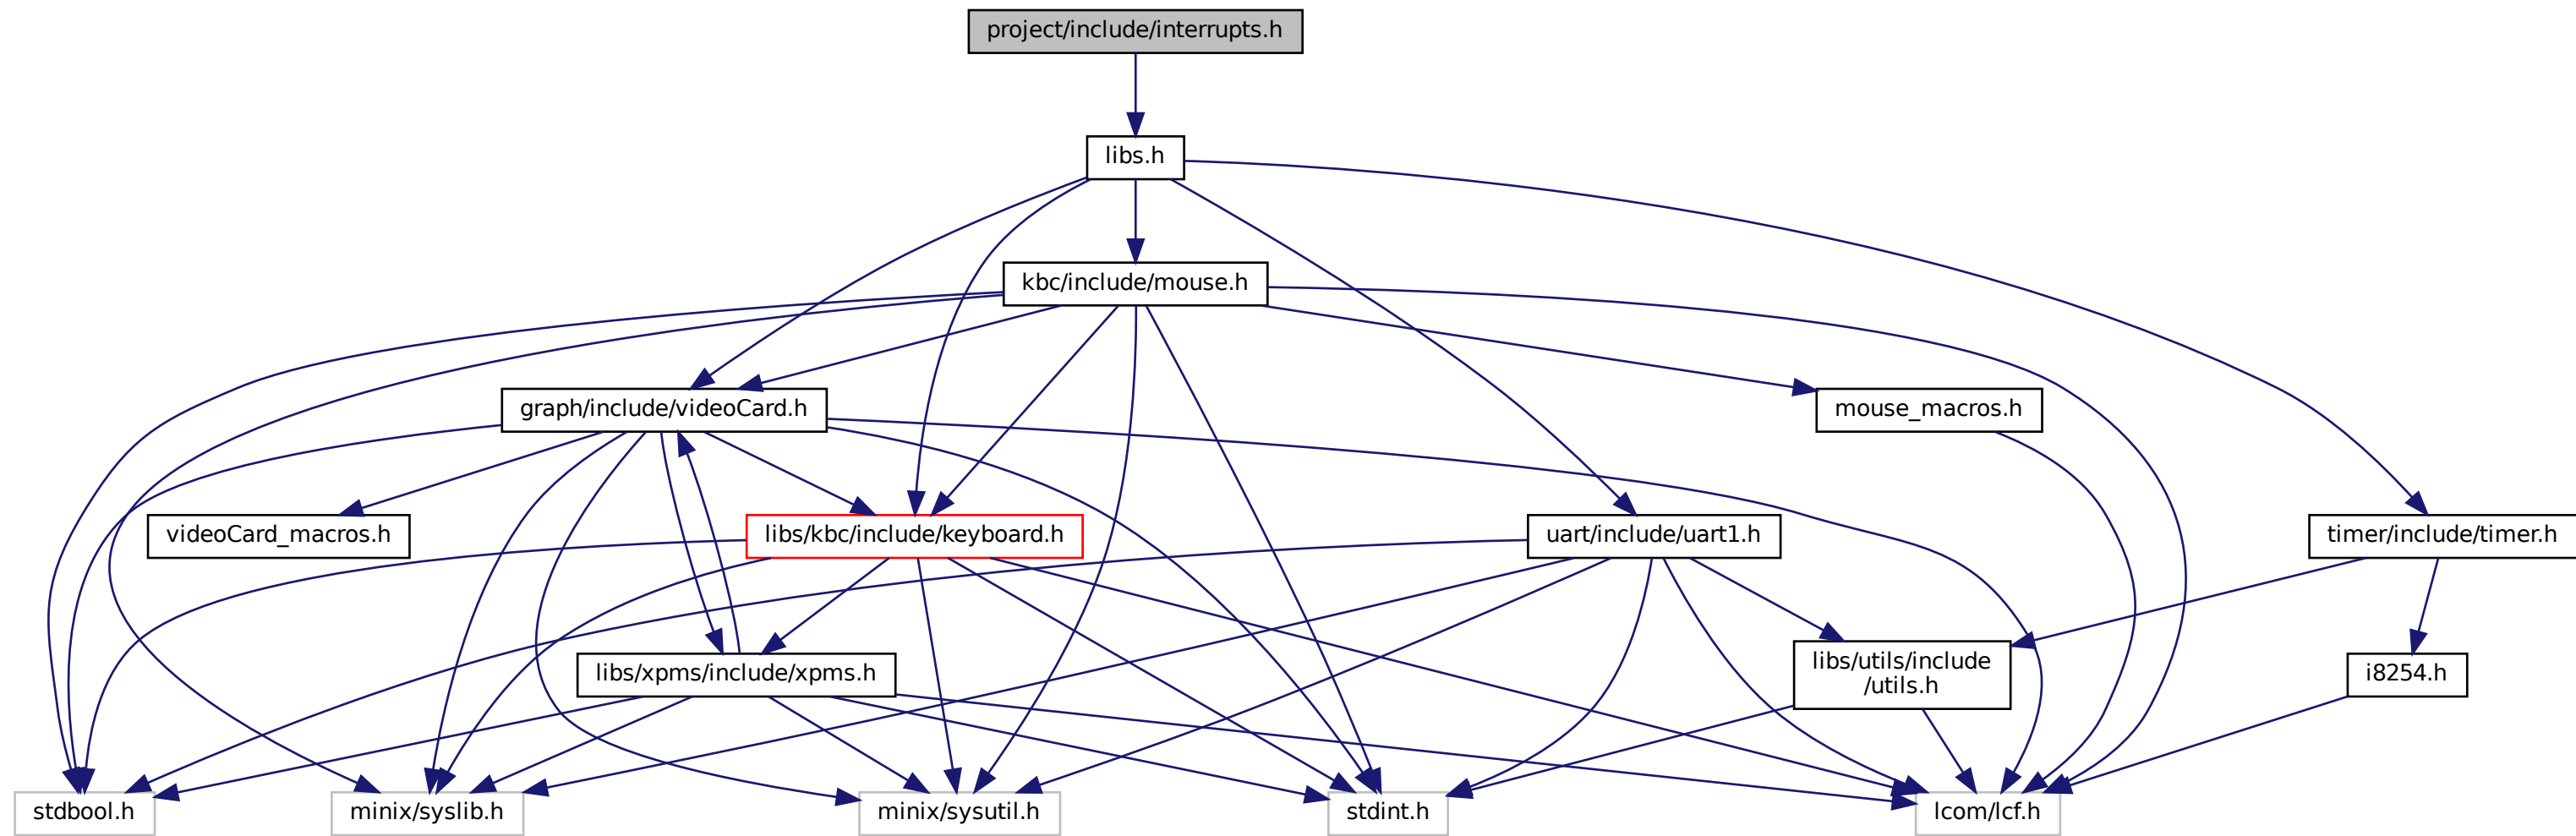 project/include/interrupts.h
libs.h
kbc/include/mouse.h
graph/include/videoCard.h
mouse_macros.h
videoCard_macros.h
libs/kbc/include/keyboard.h
uart/include/uart1.h
timer/include/timer.h
libs/xpms/include/xpms.h
libs/utils/include
/utils.h
i8254.h
stdbool.h
minix/syslib.h
minix/sysutil.h
stdint.h
lcom/lcf.h